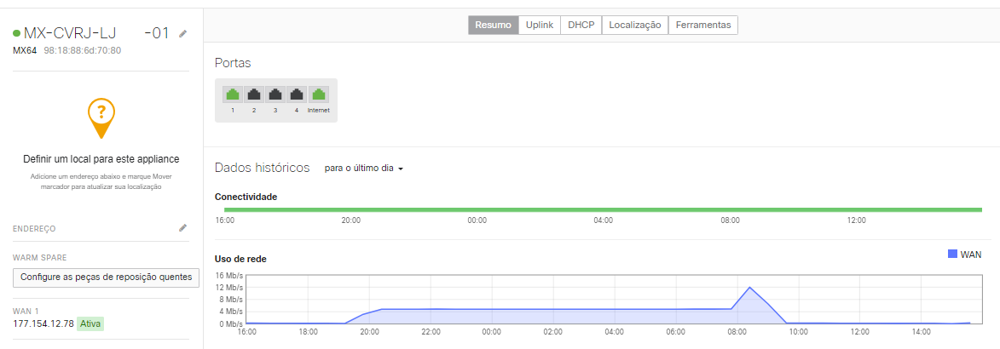 MX-CVRJ-LJ -01
MX64 98:18:88:6d:70:80
?
Definir um local para este appliance
Adicione um endereço abaixo e marque Mover
marcador para atualizar sua localização
ENDEREÇO
WARM SPARE
Configure as peças de reposição quentes
WAN 1
177.154.12.78 Ativa
Resumo Uplink DHCP Localização Ferramentas
Portas
1 2 3 4 Internet
Dados históricos para o último dia
Conectividade
16:00 20:00 00:00 04:00 08:00 12:00
Uso de rede
WAN
16 Mb/s
12 Mb/s
8 Mb/s
4 Mb/s
0 Mb/s
16:00 18:00 20:00 22:00 00:00 02:00 04:00 06:00 08:00 10:00 12:00 14:00